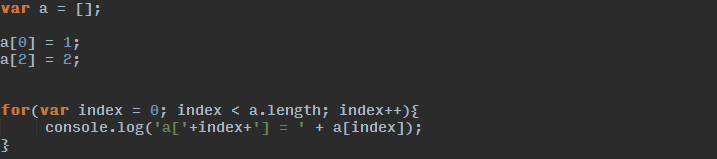 var a = [];
a[0] = 1;
a[2] = 2;
for(var index = 0; index < a.length; index++){
console.log('a['+index+'] = ' + a[index]);
}